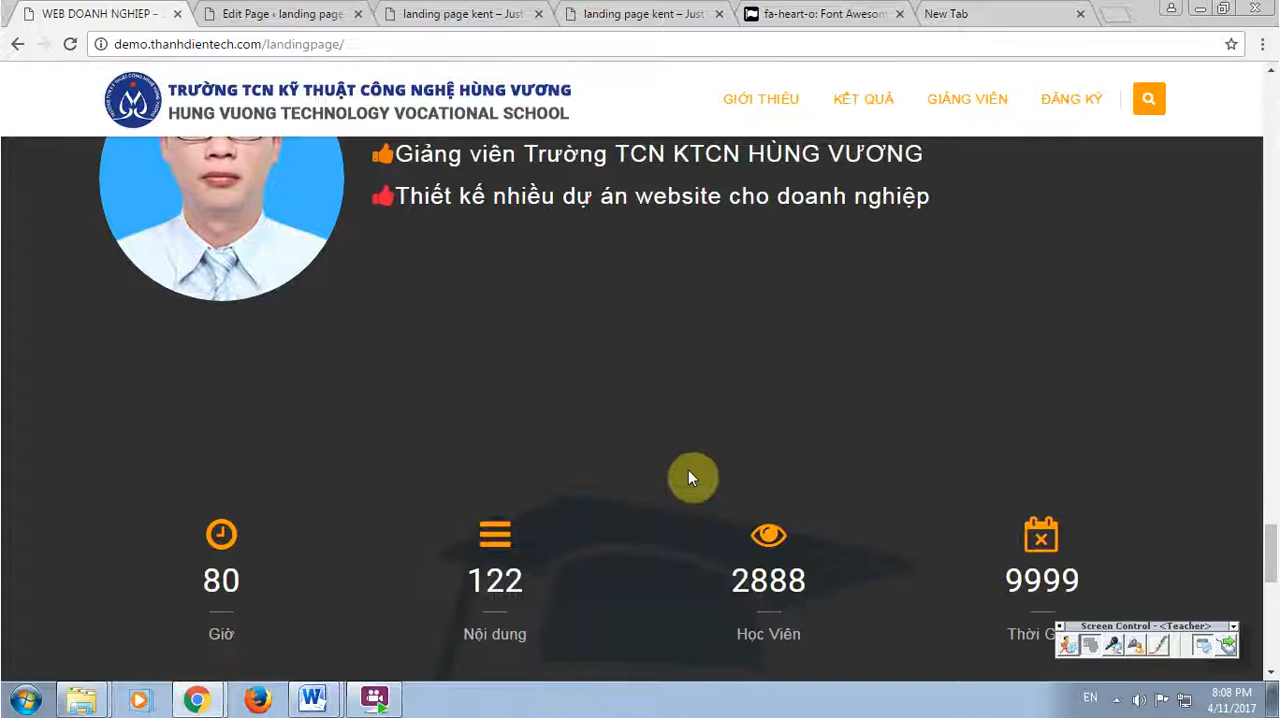 WEB DOANH NGHIEP –
Edit Page ‹ landing page
landing page kent – Just
landing page kent – Just
fa-heart-o: Font Awesom
New Tab
demo.thanhdientech.com/landingpage/
TRƯỜNG TCN KỸ THUẬT CÔNG NGHỆ HÙNG VƯƠNG
HUNG VUONG TECHNOLOGY VOCATIONAL SCHOOL
GIỚI THIỆU
KẾT QUẢ
GIẢNG VIÊN
ĐĂNG KÝ
Giảng viên Trường TCN KTCN HÙNG VƯƠNG
Thiết kế nhiều dự án website cho doanh nghiệp
80
122
2888
9999
Giờ
Nội dung
Học Viên
Thời G
Screen Control - <Teacher>
EN
8:08 PM
4/11/2017